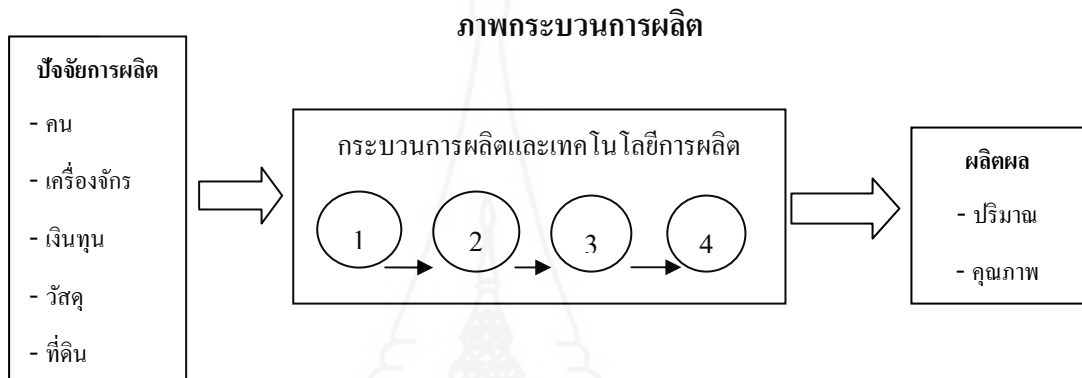 ภาพกระบวนการผลิต
ปัจจัยการผลิต
- คน
- เครื่องจักร
- เงินทุน
- วัสดุ
- ที่ดิน
กระบวนการผลิตและเทคโนโลยีการผลิต
1 2 3 4
ผลิตผล
- ปริมาณ
- คุณภาพ